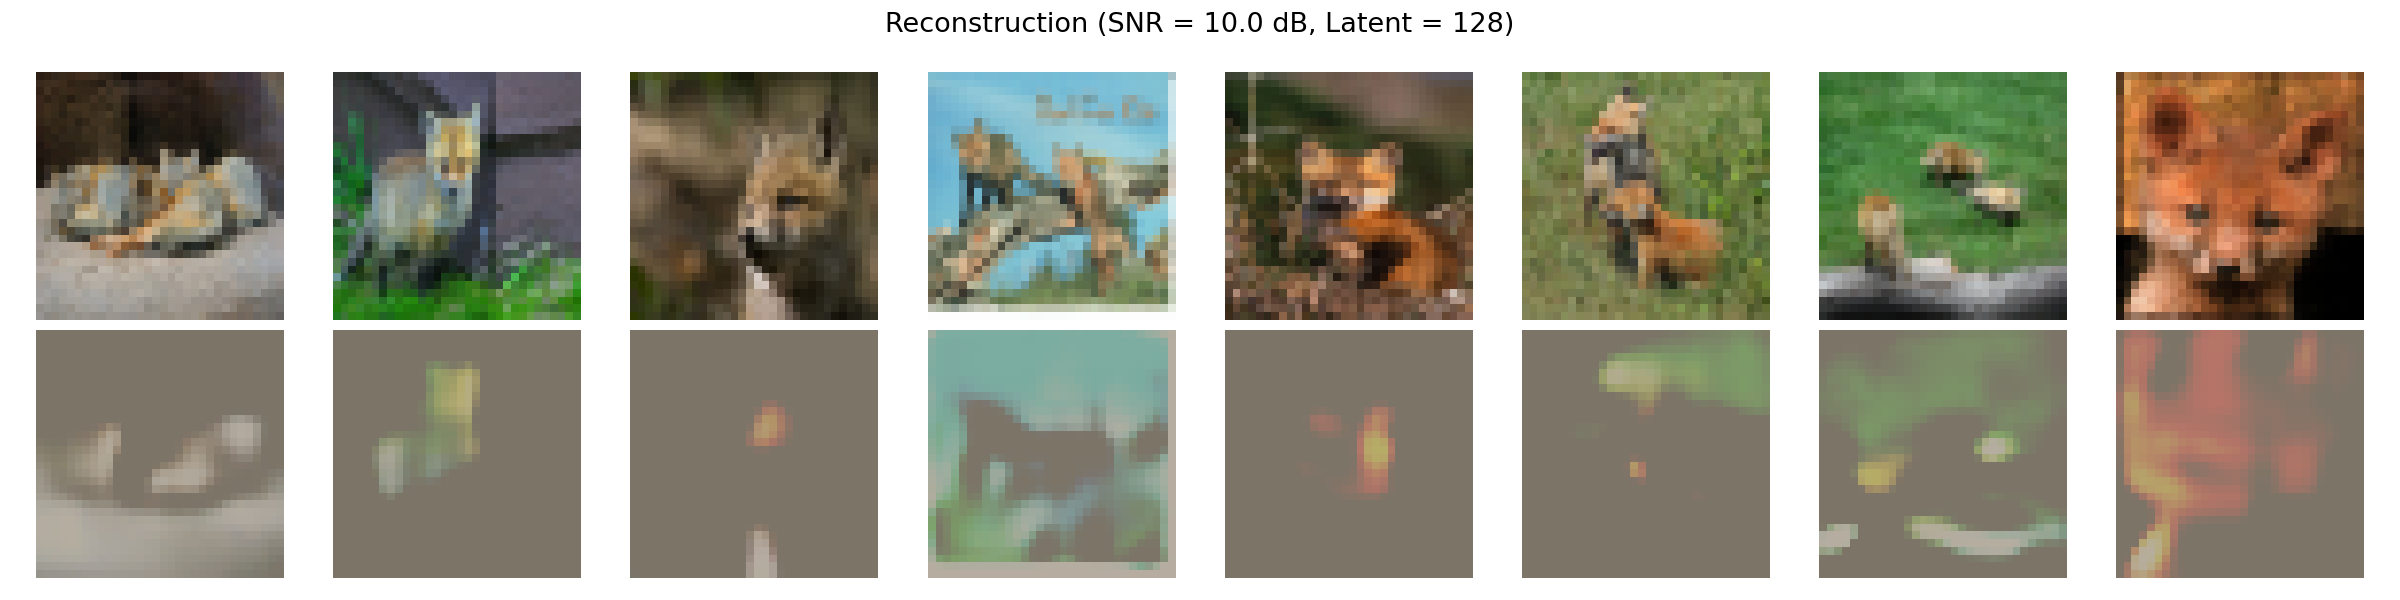 Reconstruction (SNR = 10.0 dB, Latent = 128)